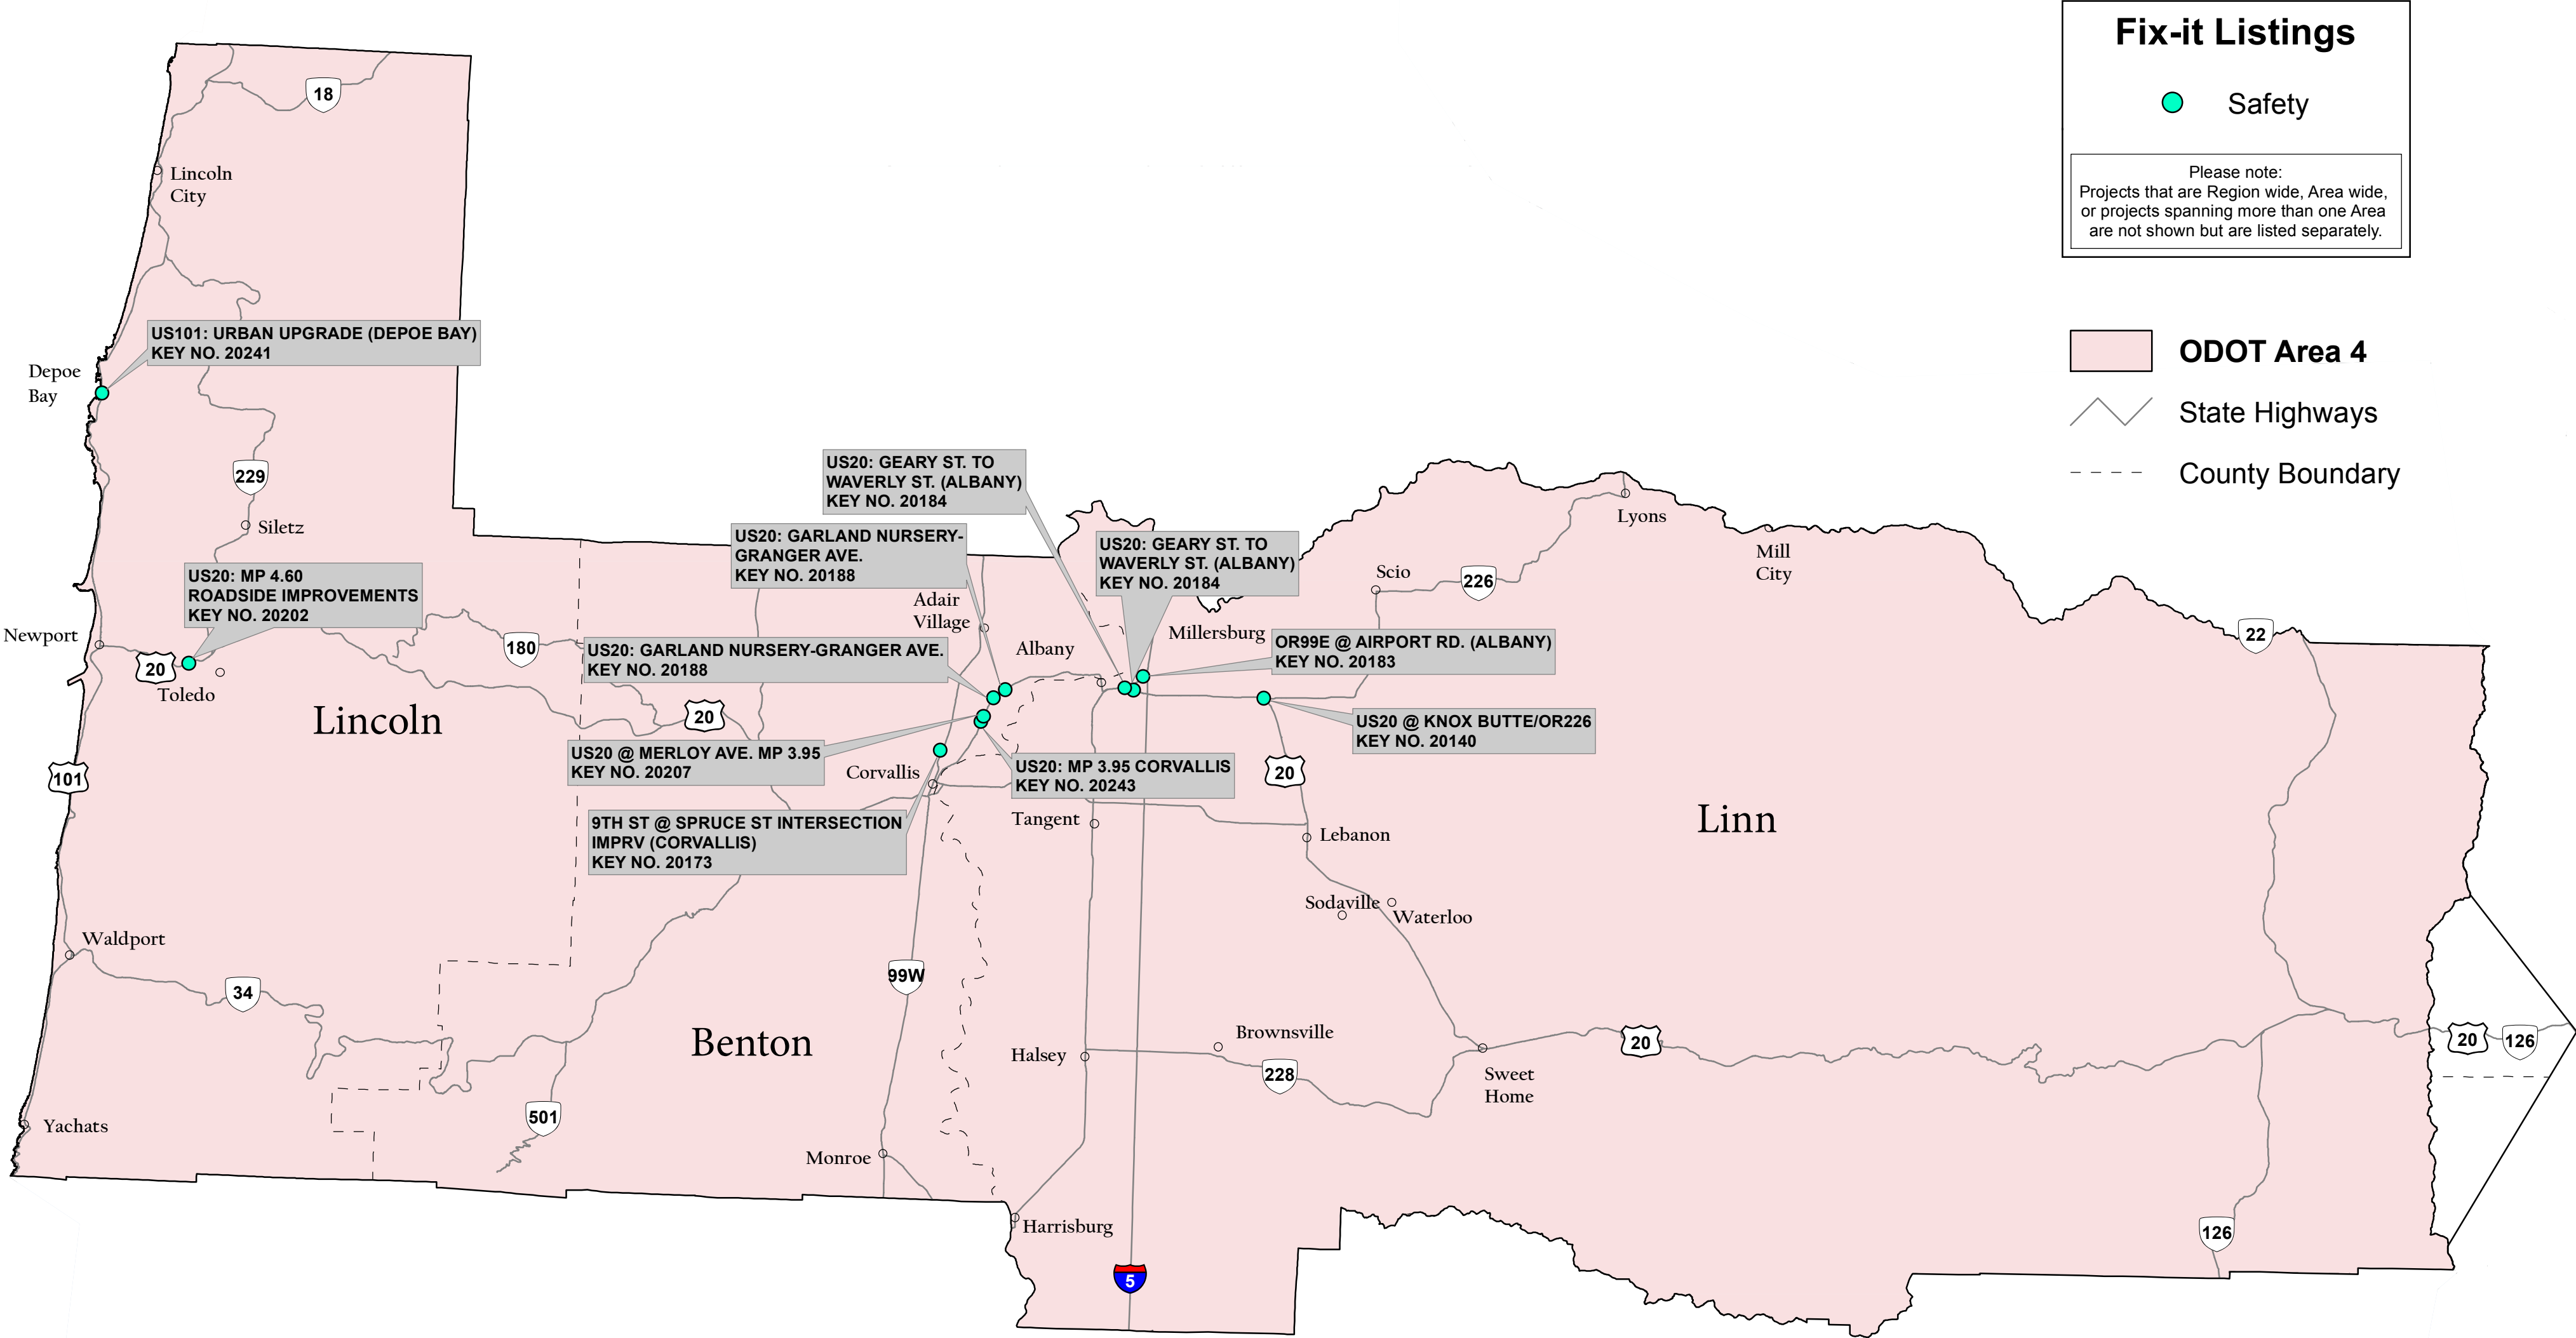 Fix-it Listings
Safety
Please note:
Projects that are Region wide, Area wide,
or projects spanning more than one Area
are not shown but are listed separately.
ODOT Area 4
State Highways
County Boundary
18
Lincoln
City
US101: URBAN UPGRADE (DEPOE BAY)
KEY NO. 20241
Depoe
Bay
229
Siletz
US20: GEARY ST. TO
WAVERLY ST. (ALBANY)
KEY NO. 20184
US20: GARLAND NURSERY-
GRANGER AVE.
KEY NO. 20188
US20: GEARY ST. TO
WAVERLY ST. (ALBANY)
KEY NO. 20184
Lyons
Mill
City
Scio
226
US20: MP 4.60
ROADSIDE IMPROVEMENTS
KEY NO. 20202
Adair
Village
Newport
20
Toledo
180
US20: GARLAND NURSERY-GRANGER AVE.
KEY NO. 20188
Albany
Millersburg
OR99E @ AIRPORT RD. (ALBANY)
KEY NO. 20183
22
Lincoln
20
US20 @ KNOX BUTTE/OR226
KEY NO. 20140
US20 @ MERLOY AVE. MP 3.95
KEY NO. 20207
Corvallis
US20: MP 3.95 CORVALLIS
KEY NO. 20243
20
101
9TH ST @ SPRUCE ST INTERSECTION
IMPRV (CORVALLIS)
KEY NO. 20173
Tangent
Lebanon
Linn
Sodaville
Waterloo
Waldport
34
99W
Benton
Halsey
Brownsville
228
20
Sweet
Home
20
126
501
Yachats
Monroe
Harrisburg
126
5